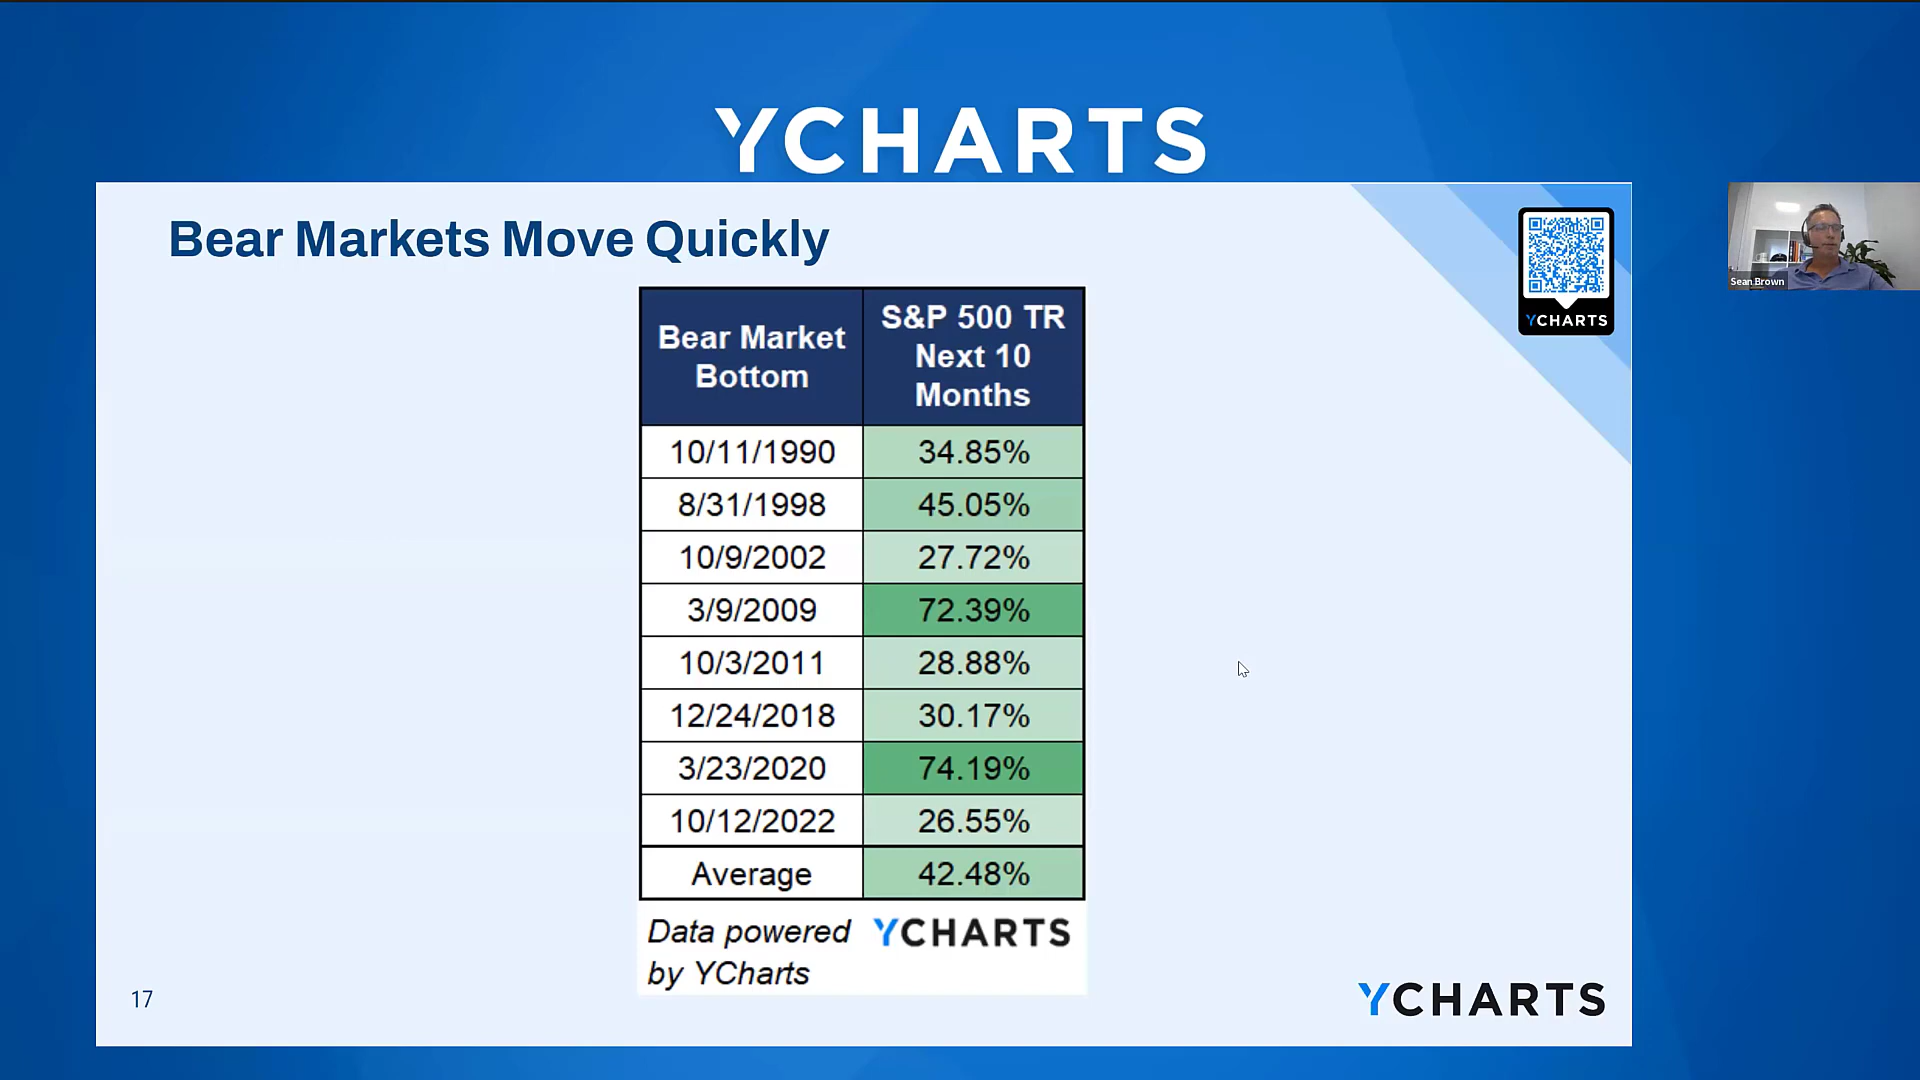 YCHARTS
Bear Markets Move Quickly
YCHARTS
Sean Brown
Bear Market Bottom
S&P 500 TR Next 10 Months
10/11/1990 34.85%
8/31/1998 45.05%
10/9/2002 27.72%
3/9/2009 72.39%
10/3/2011 28.88%
12/24/2018 30.17%
3/23/2020 74.19%
10/12/2022 26.55%
Average 42.48%
Data powered by YCharts
YCHARTS
17
YCHARTS